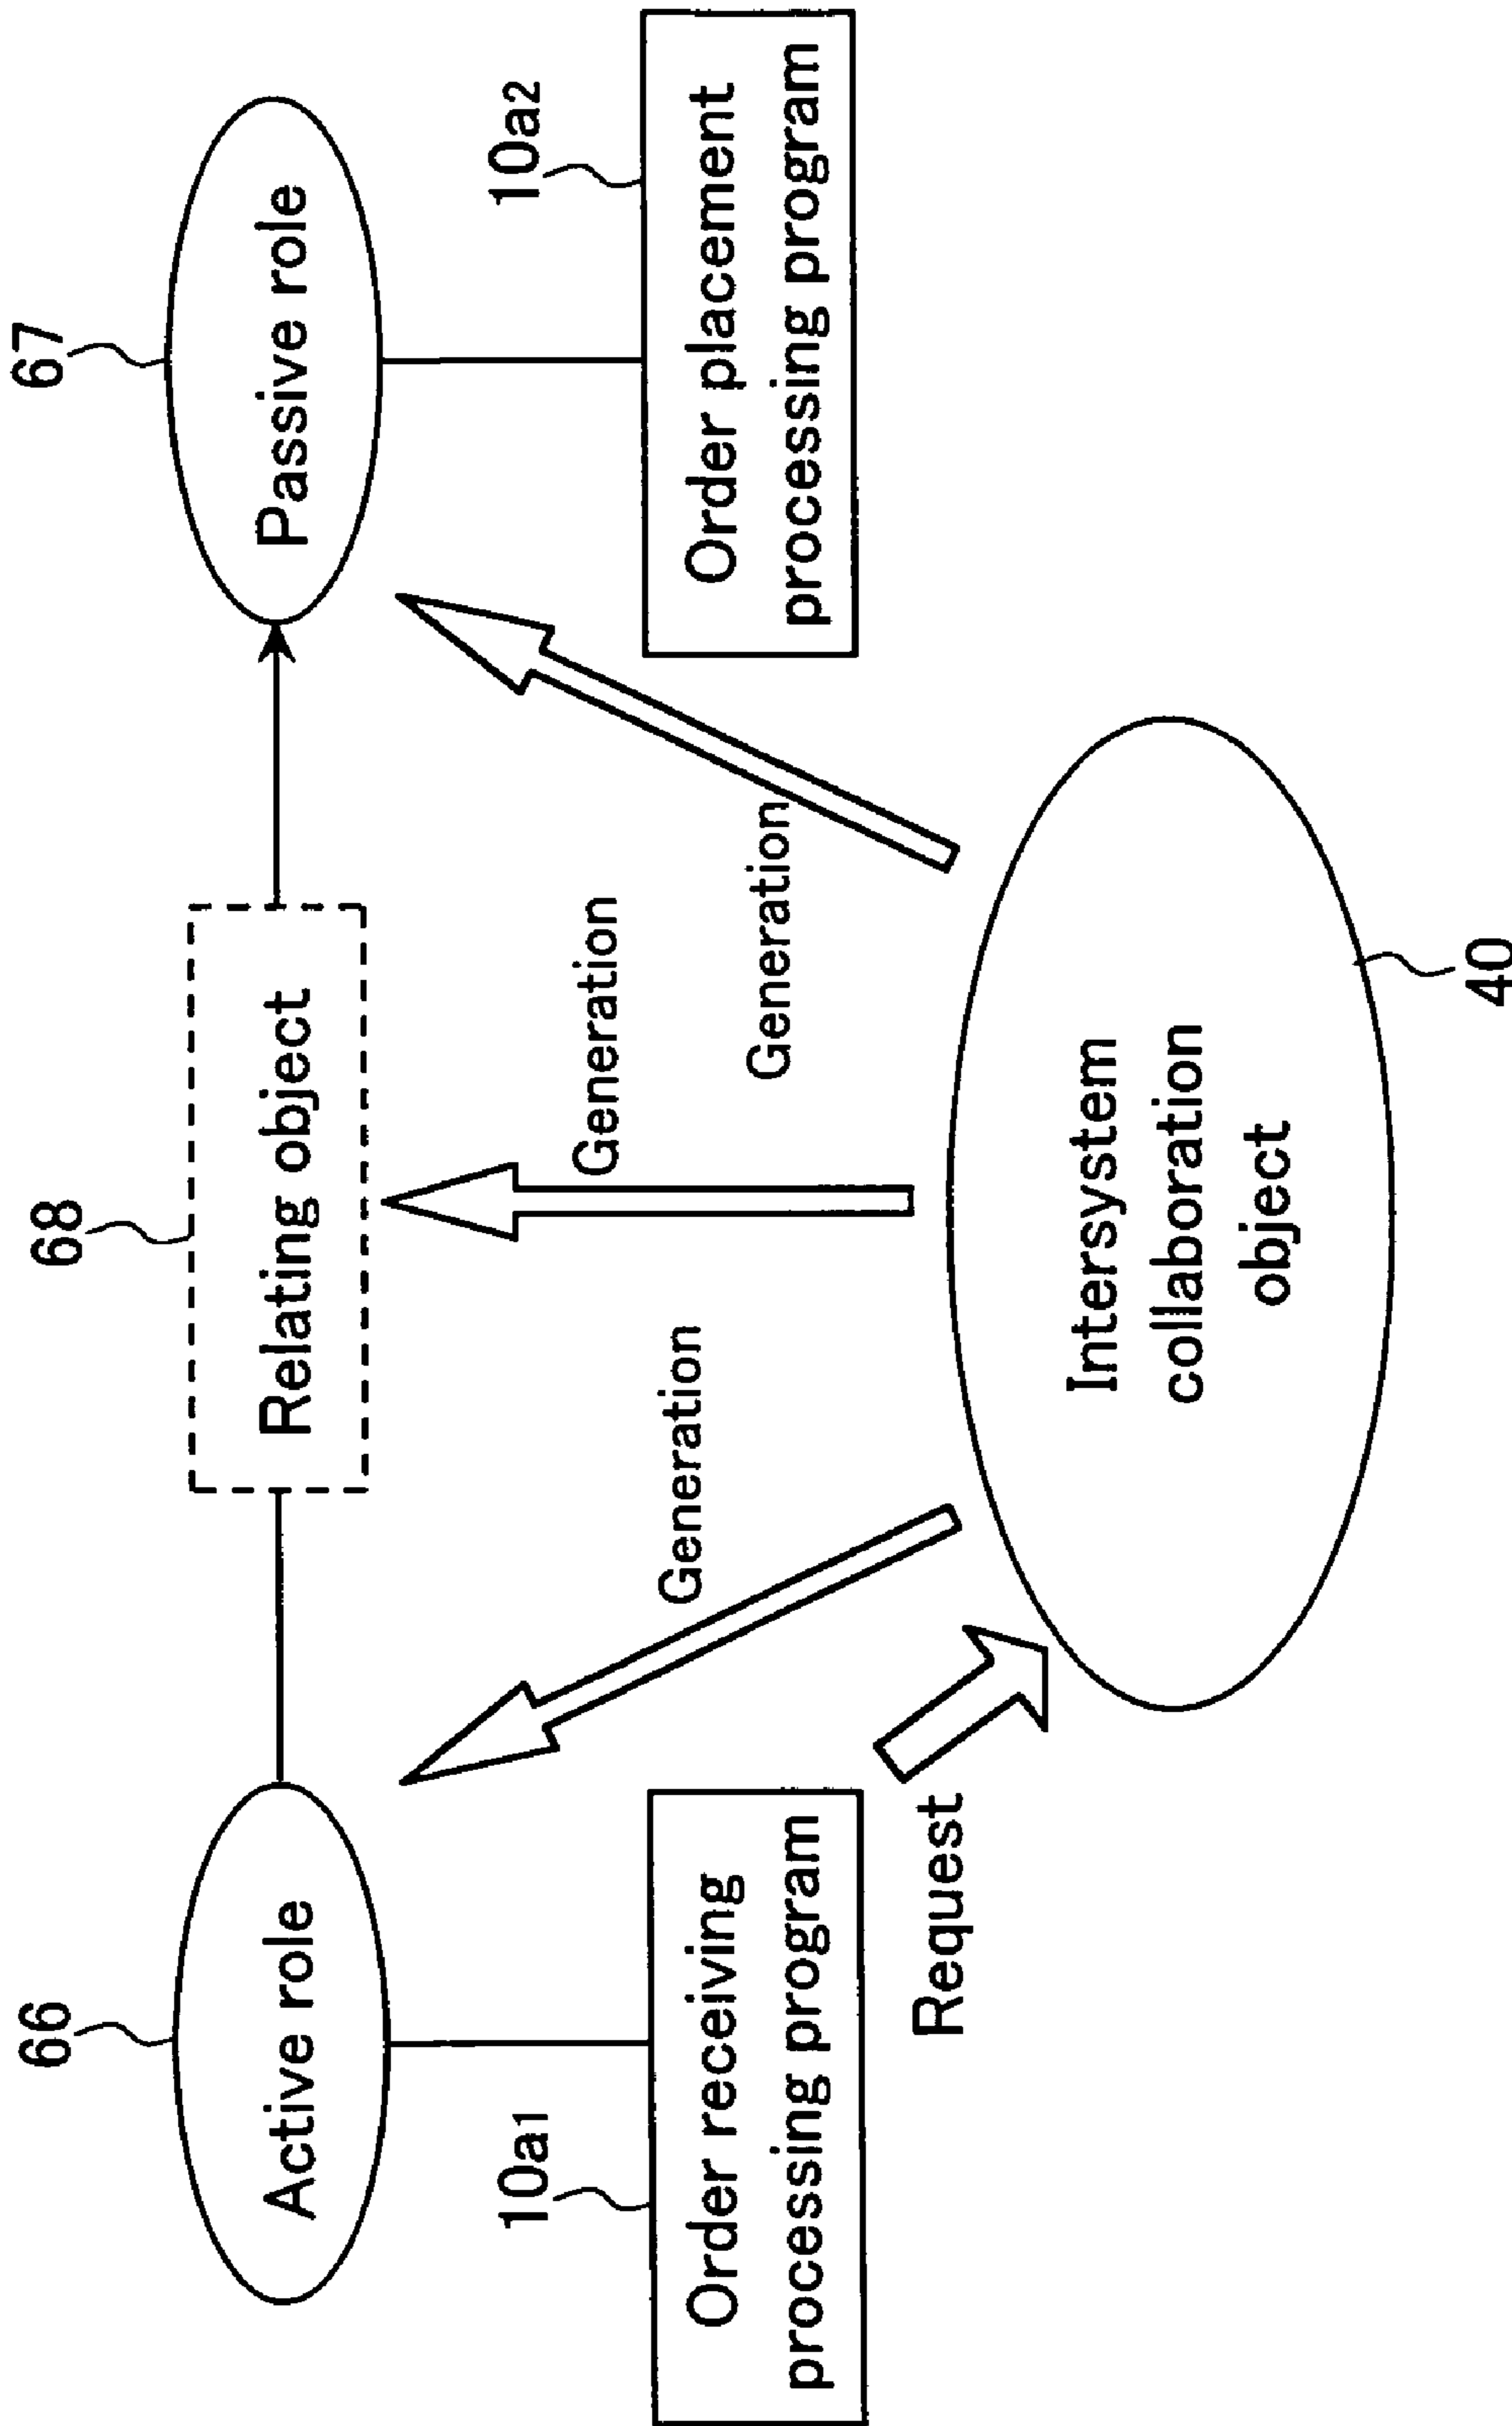 66
Active role
68
Relating object
67
Passive role
10a1
Order receiving
processing program
10a2
Order placement
processing program
Generation
Generation
Generation
Request
Intersystem
collaboration
object
40